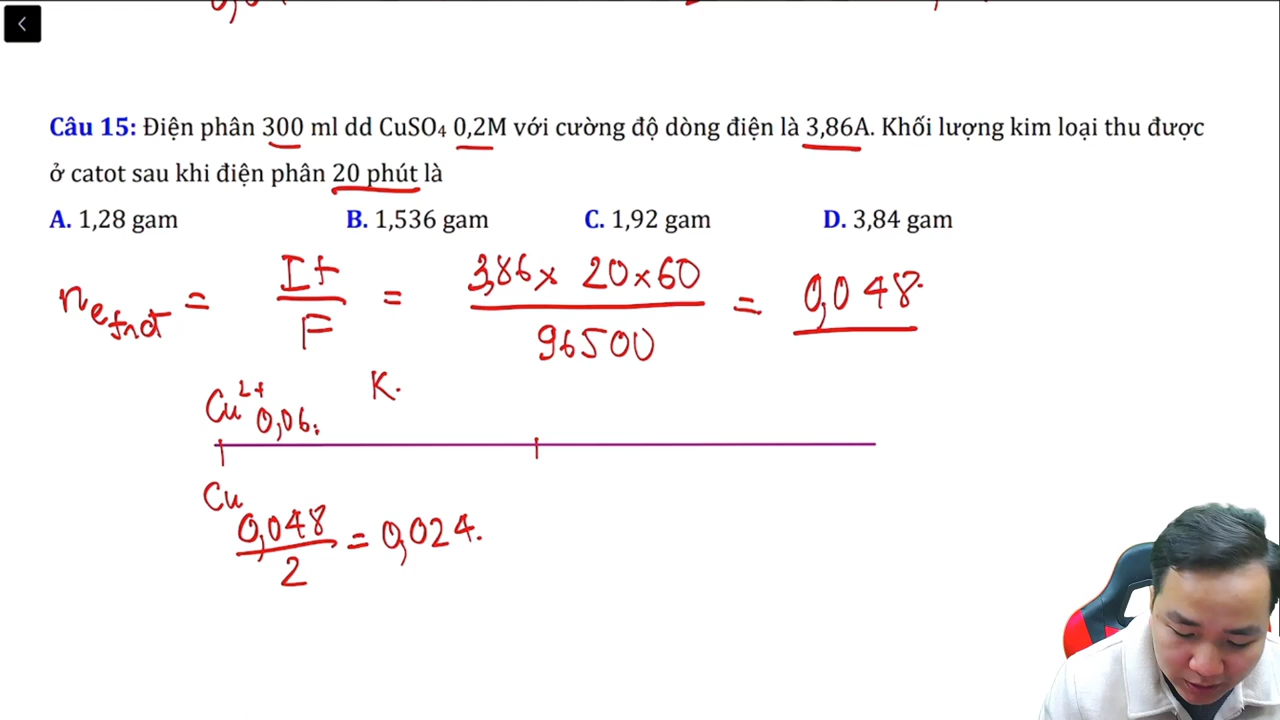 Câu 15: Điện phân 300 ml dd CuSO₄ 0,2M với cường độ dòng điện là 3,86A. Khối lượng kim loại thu được
ở catot sau khi điện phân 20 phút là
A. 1,28 gam B. 1,536 gam C. 1,92 gam D. 3,84 gam
n e trđ = It / F = 3,86 x 20 x 60 / 96500 = 0,048.
K.
Cu²⁺ 0,06.
Cu
0,048 / 2 = 0,024.